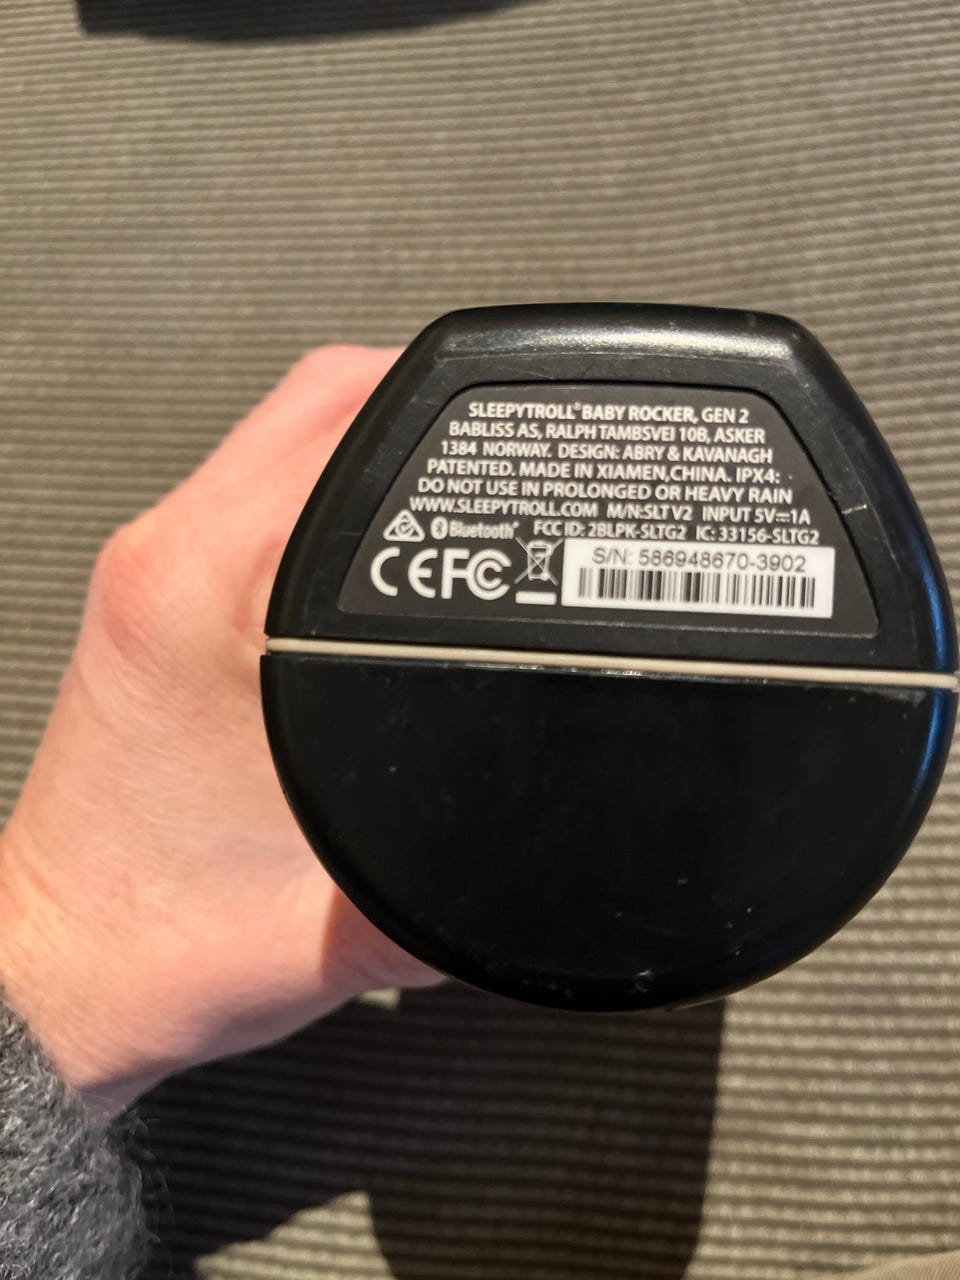 SLEEPYTROLL® BABY ROCKER, GEN 2
BABLISS AS, RALPH TAMBSVEI 10B, ASKER
1384 NORWAY. DESIGN: ABRY & KAVANAGH
PATENTED. MADE IN XIAMEN,CHINA. IPX4:
DO NOT USE IN PROLONGED OR HEAVY RAIN
WWW.SLEEPYTROLL.COM M/N:SLTV2 INPUT 5V⎓1A
Bluetooth® FCC ID: 2BLPK-SLTG2 IC: 33156-SLTG2
CE FC S/N: 586948670-3902